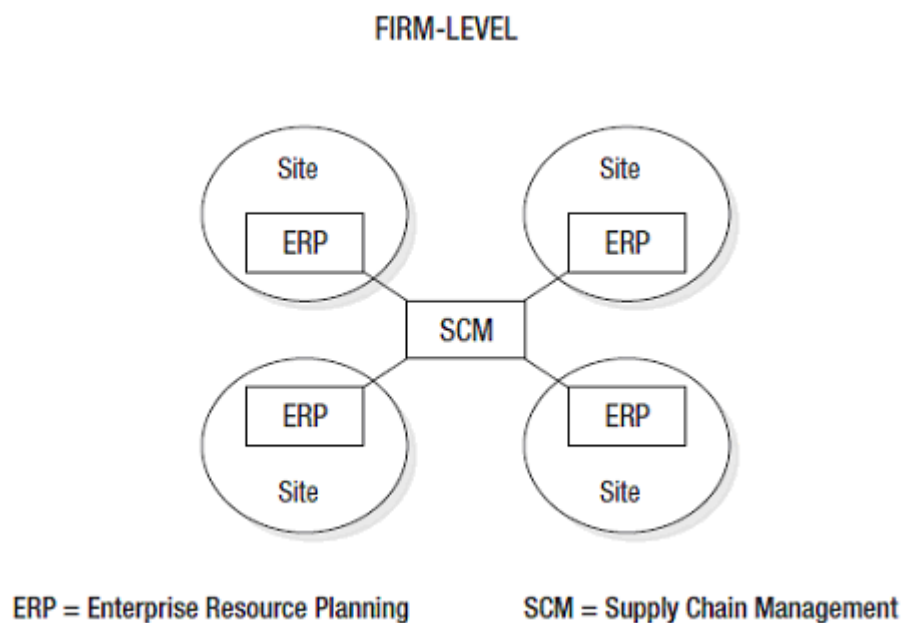 FIRM-LEVEL
Site
Site
ERP
ERP
SCM
ERP
ERP
Site
Site
ERP = Enterprise Resource Planning
SCM = Supply Chain Management